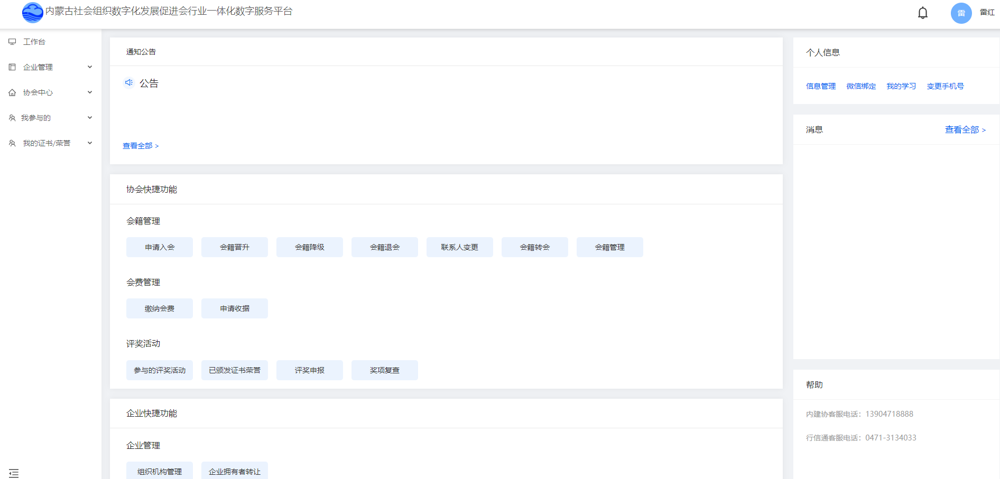 内蒙古社会组织数字化发展促进会行业一体化数字服务平台
雷
雷红
工作台
企业管理
协会中心
我参与的
我的证书/荣誉
通知公告
公告
查看全部 >
协会快捷功能
会籍管理
申请入会 会籍晋升 会籍降级 会籍退会 联系人变更 会籍转会 会籍管理
会费管理
缴纳会费 申请收据
评奖活动
参与的评奖活动 已颁发证书荣誉 评奖申报 奖项复查
企业快捷功能
企业管理
组织机构管理 企业拥有者转让
个人信息
信息管理 微信绑定 我的学习 变更手机号
消息 查看全部 >
帮助
内建协客服电话：13904718888
行信通客服电话：0471-3134033